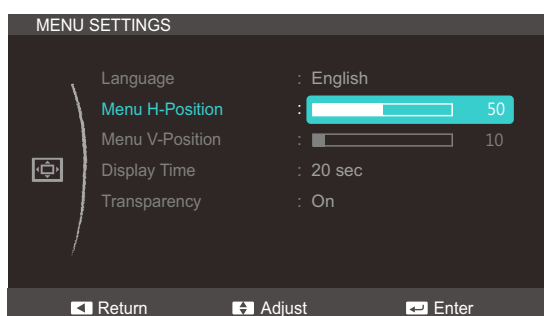 MENU SETTINGS
Language : English
Menu H-Position : 50
Menu V-Position : 10
Display Time : 20 sec
Transparency : On
Return Adjust Enter